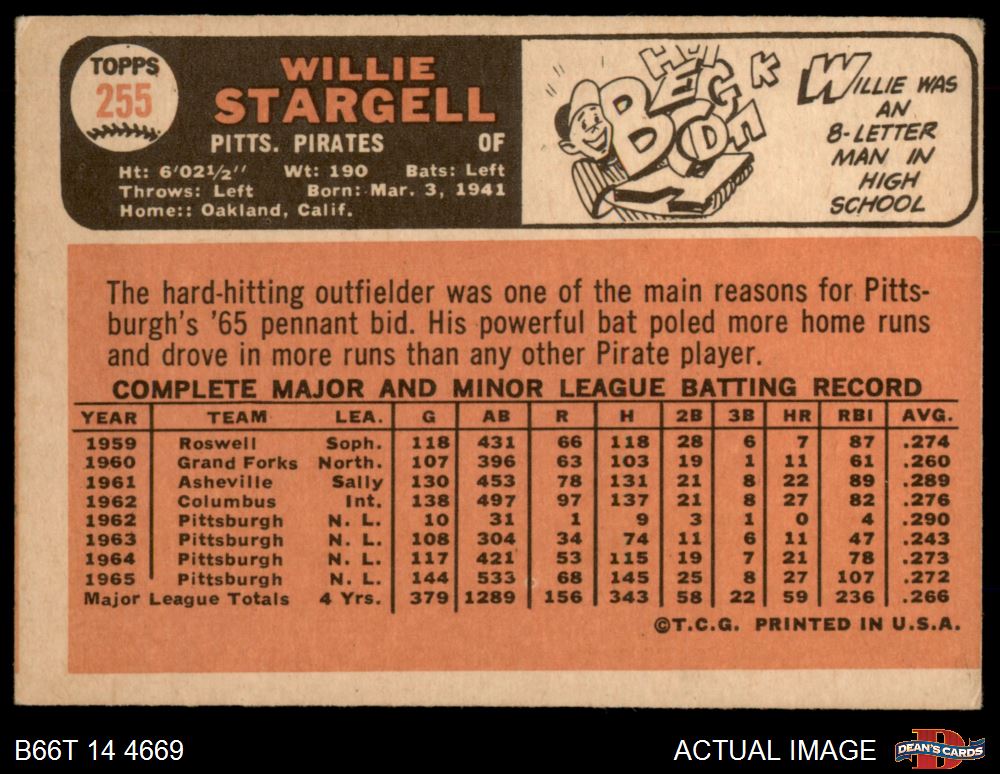 TOPPS
255
WILLIE
STARGELL
PITTS. PIRATES OF
Ht: 6'02 1/2'' Wt: 190 Bats: Left
Throws: Left Born: Mar. 3, 1941
Home:: Oakland, Calif.
WILLIE WAS
AN
8-LETTER
MAN IN
HIGH
SCHOOL
The hard-hitting outfielder was one of the main reasons for Pitts-
burgh's '65 pennant bid. His powerful bat poled more home runs
and drove in more runs than any other Pirate player.
COMPLETE MAJOR AND MINOR LEAGUE BATTING RECORD
YEAR TEAM LEA. G AB R H 2B 3B HR RBI AVG.
1959 Roswell Soph. 118 431 66 118 28 6 7 87 .274
1960 Grand Forks North. 107 396 63 103 19 1 11 61 .260
1961 Asheville Sally 130 453 78 131 21 8 22 89 .289
1962 Columbus Int. 138 497 97 137 21 8 27 82 .276
1962 Pittsburgh N. L. 10 31 1 9 3 1 0 4 .290
1963 Pittsburgh N. L. 108 304 34 74 11 6 11 47 .243
1964 Pittsburgh N. L. 117 421 53 115 19 7 21 78 .273
1965 Pittsburgh N. L. 144 533 68 145 25 8 27 107 .272
Major League Totals 4 Yrs. 379 1289 156 343 58 22 59 236 .266
©T.C.G. PRINTED IN U.S.A.
B66T 14 4669
ACTUAL IMAGE
DEAN'S CARDS